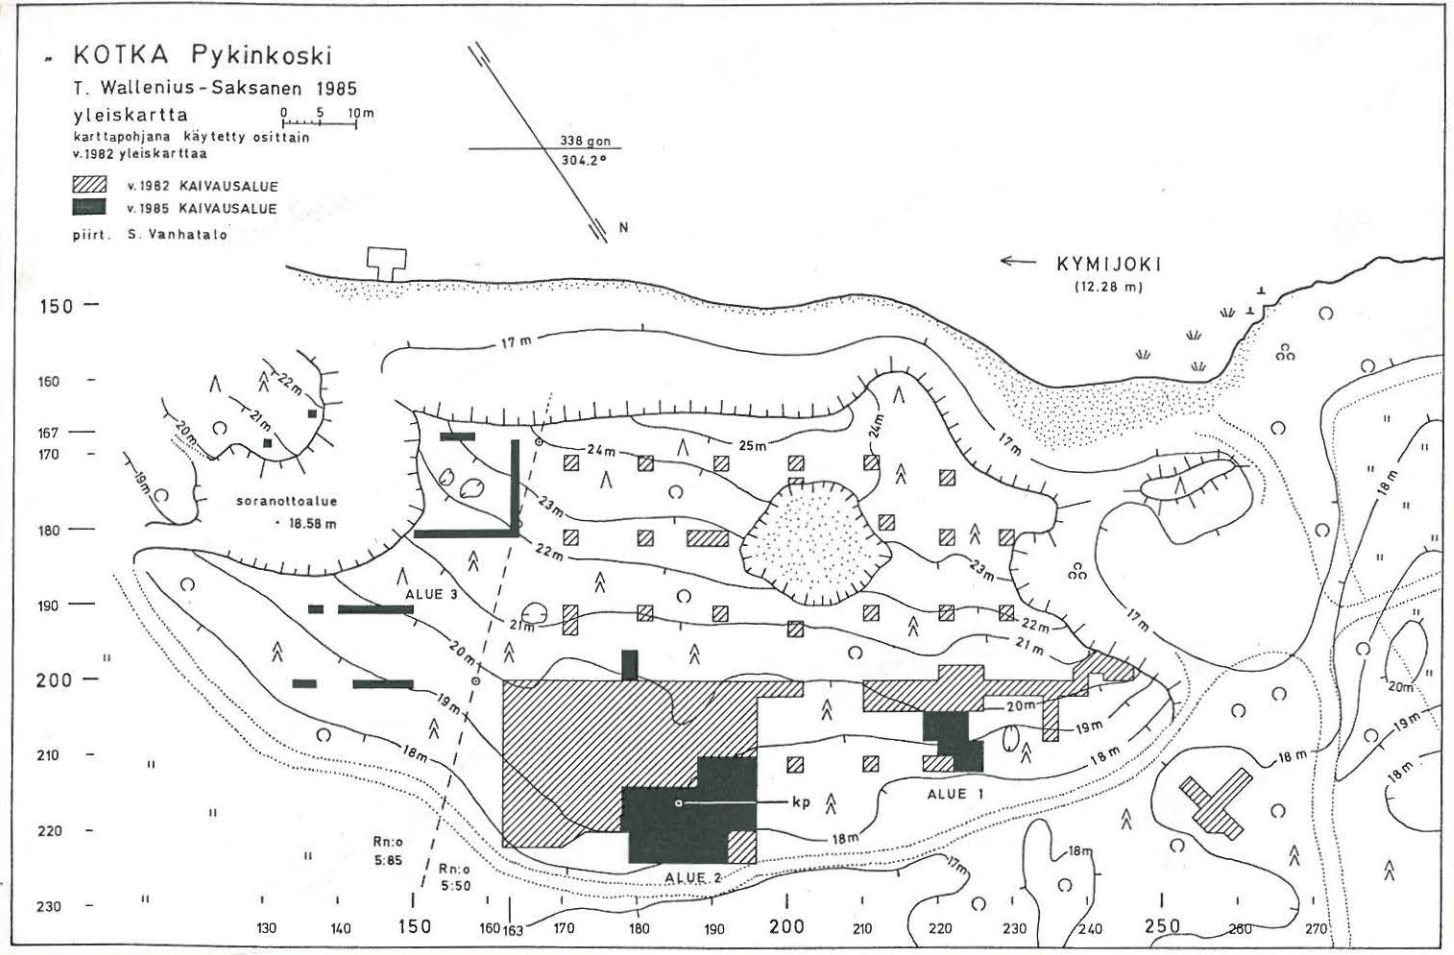 KOTKA Pykinkoski
T. Wallenius-Saksanen 1985
yleiskartta 0 5 10m
karttapohjana käytetty osittain
v.1982 yleiskarttaa
v.1982 KAIVAUSALUE
v.1985 KAIVAUSALUE
piirt. S. Vanhatalo
338 gon
304.2°
N
KYMIJOKI
(12.28 m)
150
160
167
170
180
190
200
210
220
230
17 m
22m
21m
20m
19m
soranottoalue
18.58 m
24m
25m
24m
17m
23m
22m
23m
22m
21m
21m
20m
19m
18m
20m
19m
18m
18m
17m
18m
17m
18m
20m
19m
18m
18m
ALUE 3
ALUE 1
ALUE 2
kp
Rn:o
5:85
Rn:o
5:50
130 140 150 160 163 170 180 190 200 210 220 230 240 250 260 270